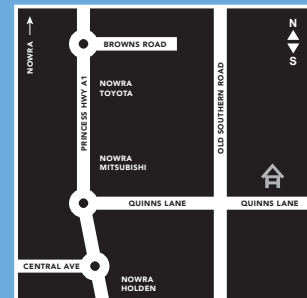 NOWRA
N
S
BROWNS ROAD
PRINCESS HWY A1
NOWRA
TOYOTA
OLD SOUTHERN ROAD
NOWRA
MITSUBISHI
QUINNS LANE
QUINNS LANE
CENTRAL AVE
NOWRA
HOLDEN